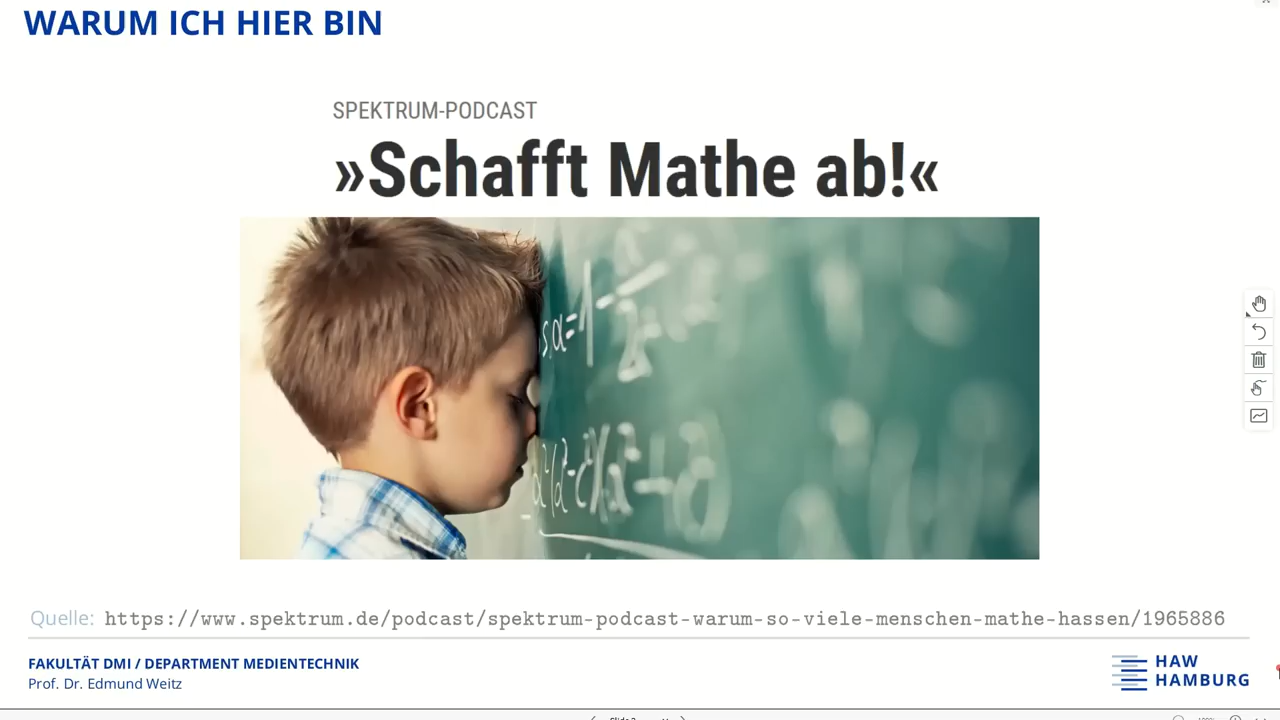 WARUM ICH HIER BIN
SPEKTRUM-PODCAST
»Schafft Mathe ab!«
Quelle: https://www.spektrum.de/podcast/spektrum-podcast-warum-so-viele-menschen-mathe-hassen/1965886
FAKULTÄT DMI / DEPARTMENT MEDIENTECHNIK
Prof. Dr. Edmund Weitz
HAW
HAMBURG